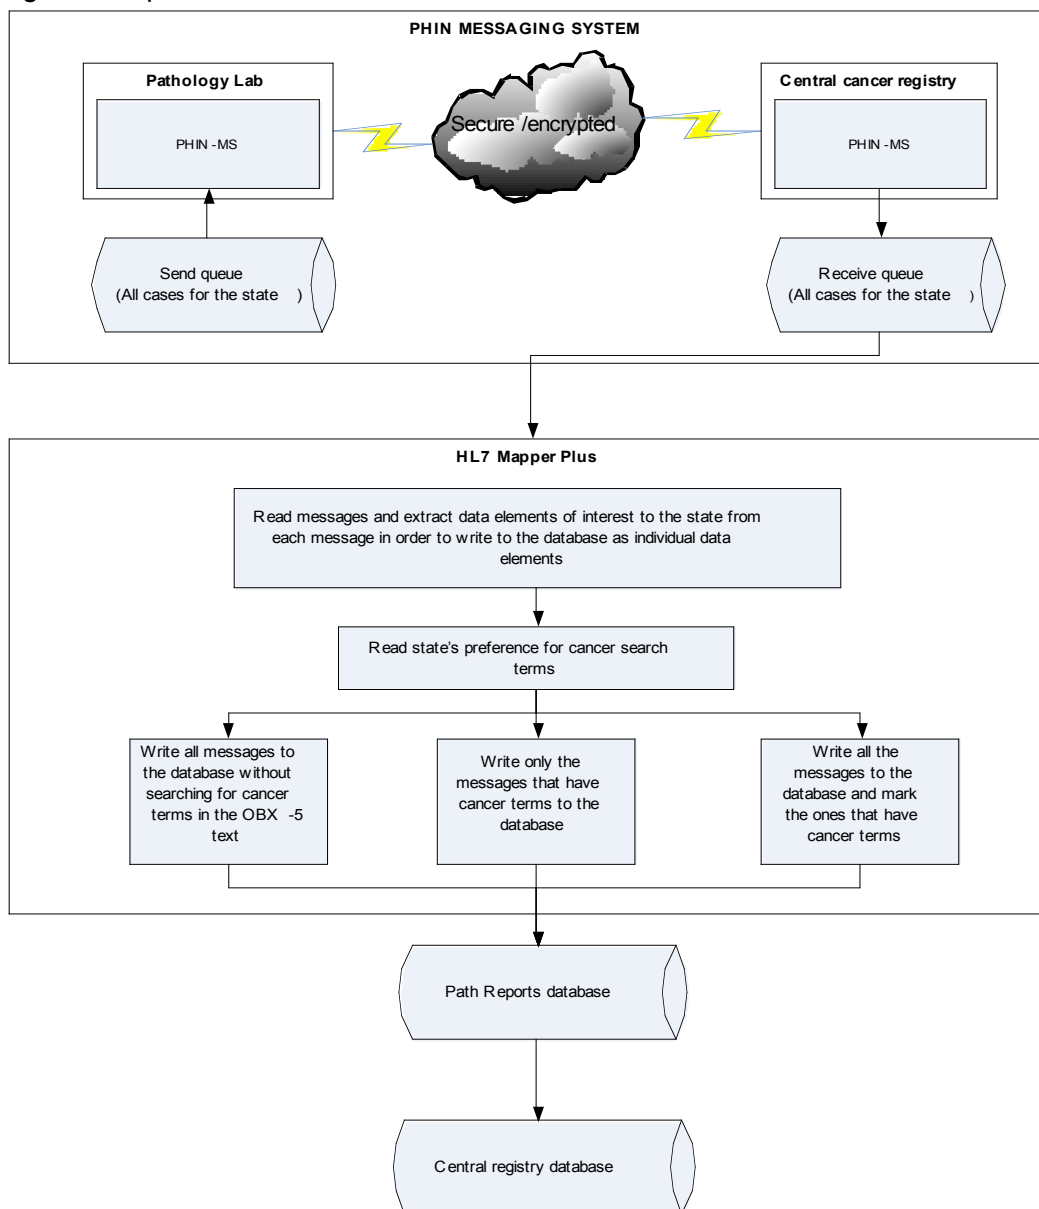 PHIN MESSAGING SYSTEM
Pathology Lab
PHIN -MS
Secure /encrypted
Central cancer registry
PHIN -MS
Send queue
(All cases for the state )
Receive queue
(All cases for the state )
HL7 Mapper Plus
Read messages and extract data elements of interest to the state from
each message in order to write to the database as individual data
elements
Read state's preference for cancer search
terms
Write all messages to
the database without
searching for cancer
terms in the OBX -5
text
Write only the
messages that have
cancer terms to the
database
Write all the
messages to the
database and mark
the ones that have
cancer terms
Path Reports database
Central registry database